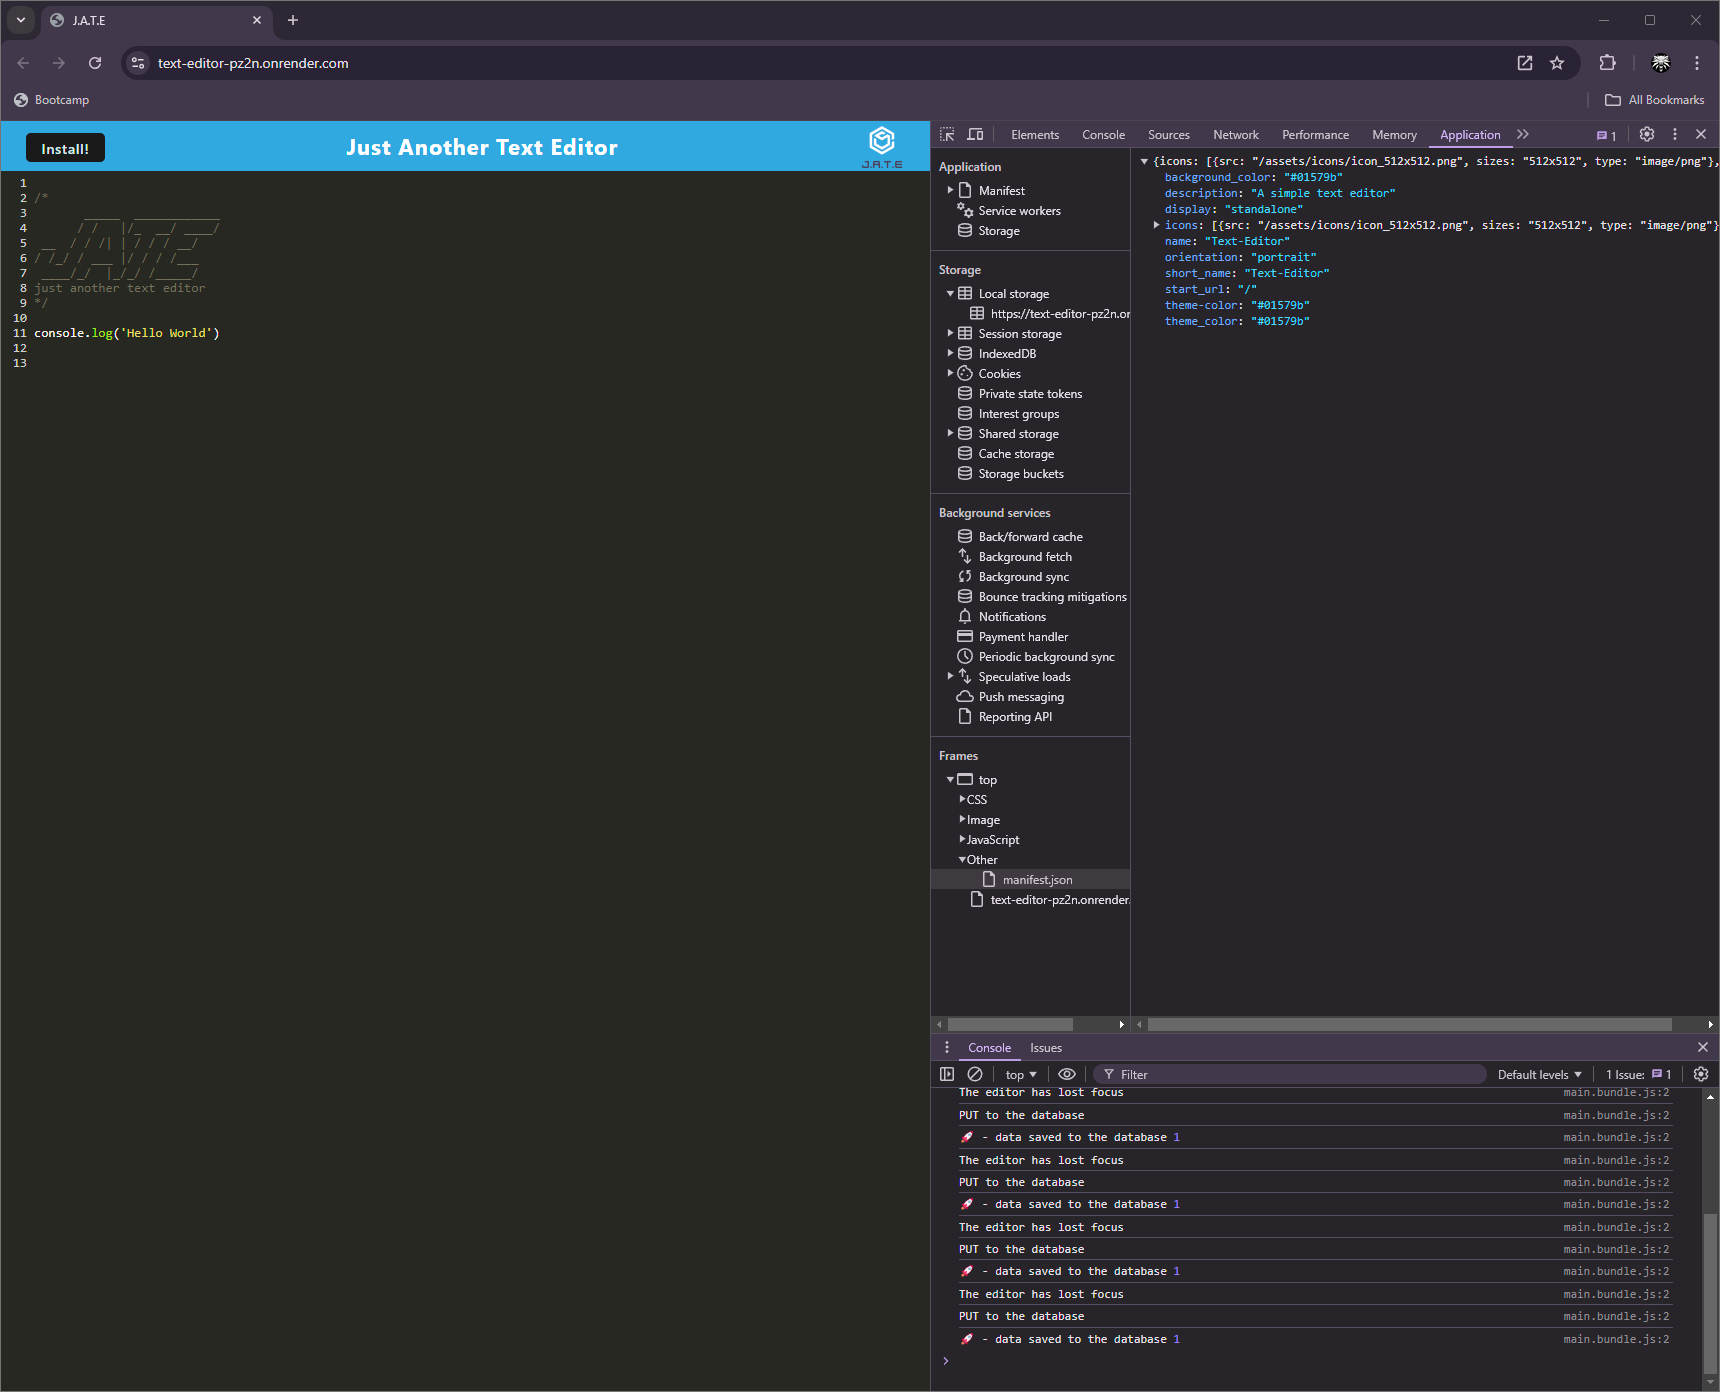 J.A.T.E
text-editor-pz2n.onrender.com
Bootcamp
All Bookmarks
Install!
Just Another Text Editor
J.A.T.E
1
2 /*
3      _____  ____________
4      / /   |/_  __/ ____/
5 __  / / /| | / / / __/
6 / /_/ / ___ |/ / / /___
7 ____/_/  |_/_/ /_____/
8 just another text editor
9 */
10
11 console.log('Hello World')
12
13
Elements Console Sources Network Performance Memory Application 1
Application
Manifest
Service workers
Storage
Storage
Local storage
https://text-editor-pz2n.or
Session storage
IndexedDB
Cookies
Private state tokens
Interest groups
Shared storage
Cache storage
Storage buckets
Background services
Back/forward cache
Background fetch
Background sync
Bounce tracking mitigations
Notifications
Payment handler
Periodic background sync
Speculative loads
Push messaging
Reporting API
Frames
top
CSS
Image
JavaScript
Other
manifest.json
text-editor-pz2n.onrender.
{icons: [{src: "/assets/icons/icon_512x512.png", sizes: "512x512", type: "image/png"},
background_color: "#01579b"
description: "A simple text editor"
display: "standalone"
icons: [{src: "/assets/icons/icon_512x512.png", sizes: "512x512", type: "image/png"}
name: "Text-Editor"
orientation: "portrait"
short_name: "Text-Editor"
start_url: "/"
theme-color: "#01579b"
theme_color: "#01579b"
Console Issues
top Filter Default levels 1 Issue: 1
The editor has lost focus main.bundle.js:2
PUT to the database main.bundle.js:2
🚀 - data saved to the database 1 main.bundle.js:2
The editor has lost focus main.bundle.js:2
PUT to the database main.bundle.js:2
🚀 - data saved to the database 1 main.bundle.js:2
The editor has lost focus main.bundle.js:2
PUT to the database main.bundle.js:2
🚀 - data saved to the database 1 main.bundle.js:2
The editor has lost focus main.bundle.js:2
PUT to the database main.bundle.js:2
🚀 - data saved to the database 1 main.bundle.js:2